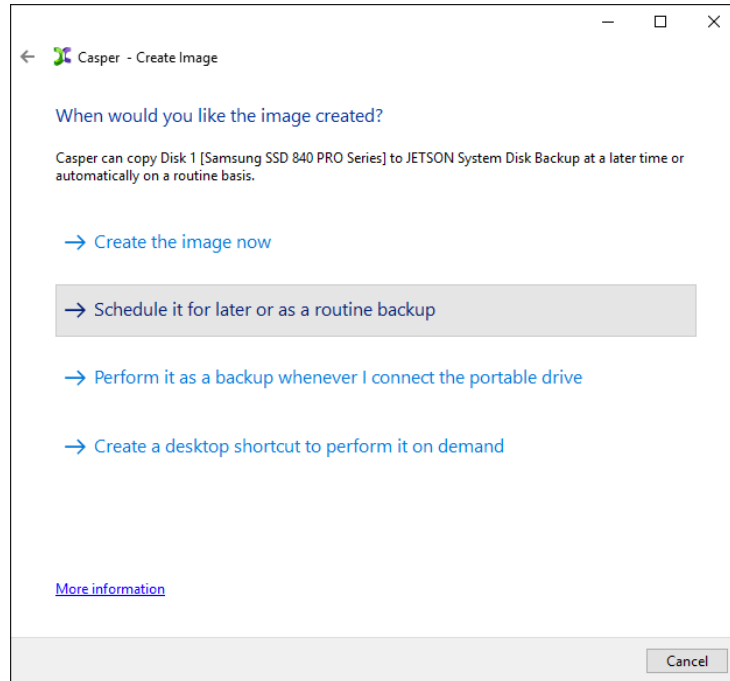 Casper - Create Image
When would you like the image created?
Casper can copy Disk 1 [Samsung SSD 840 PRO Series] to JETSON System Disk Backup at a later time or
automatically on a routine basis.
Create the image now
Schedule it for later or as a routine backup
Perform it as a backup whenever I connect the portable drive
Create a desktop shortcut to perform it on demand
More information
Cancel